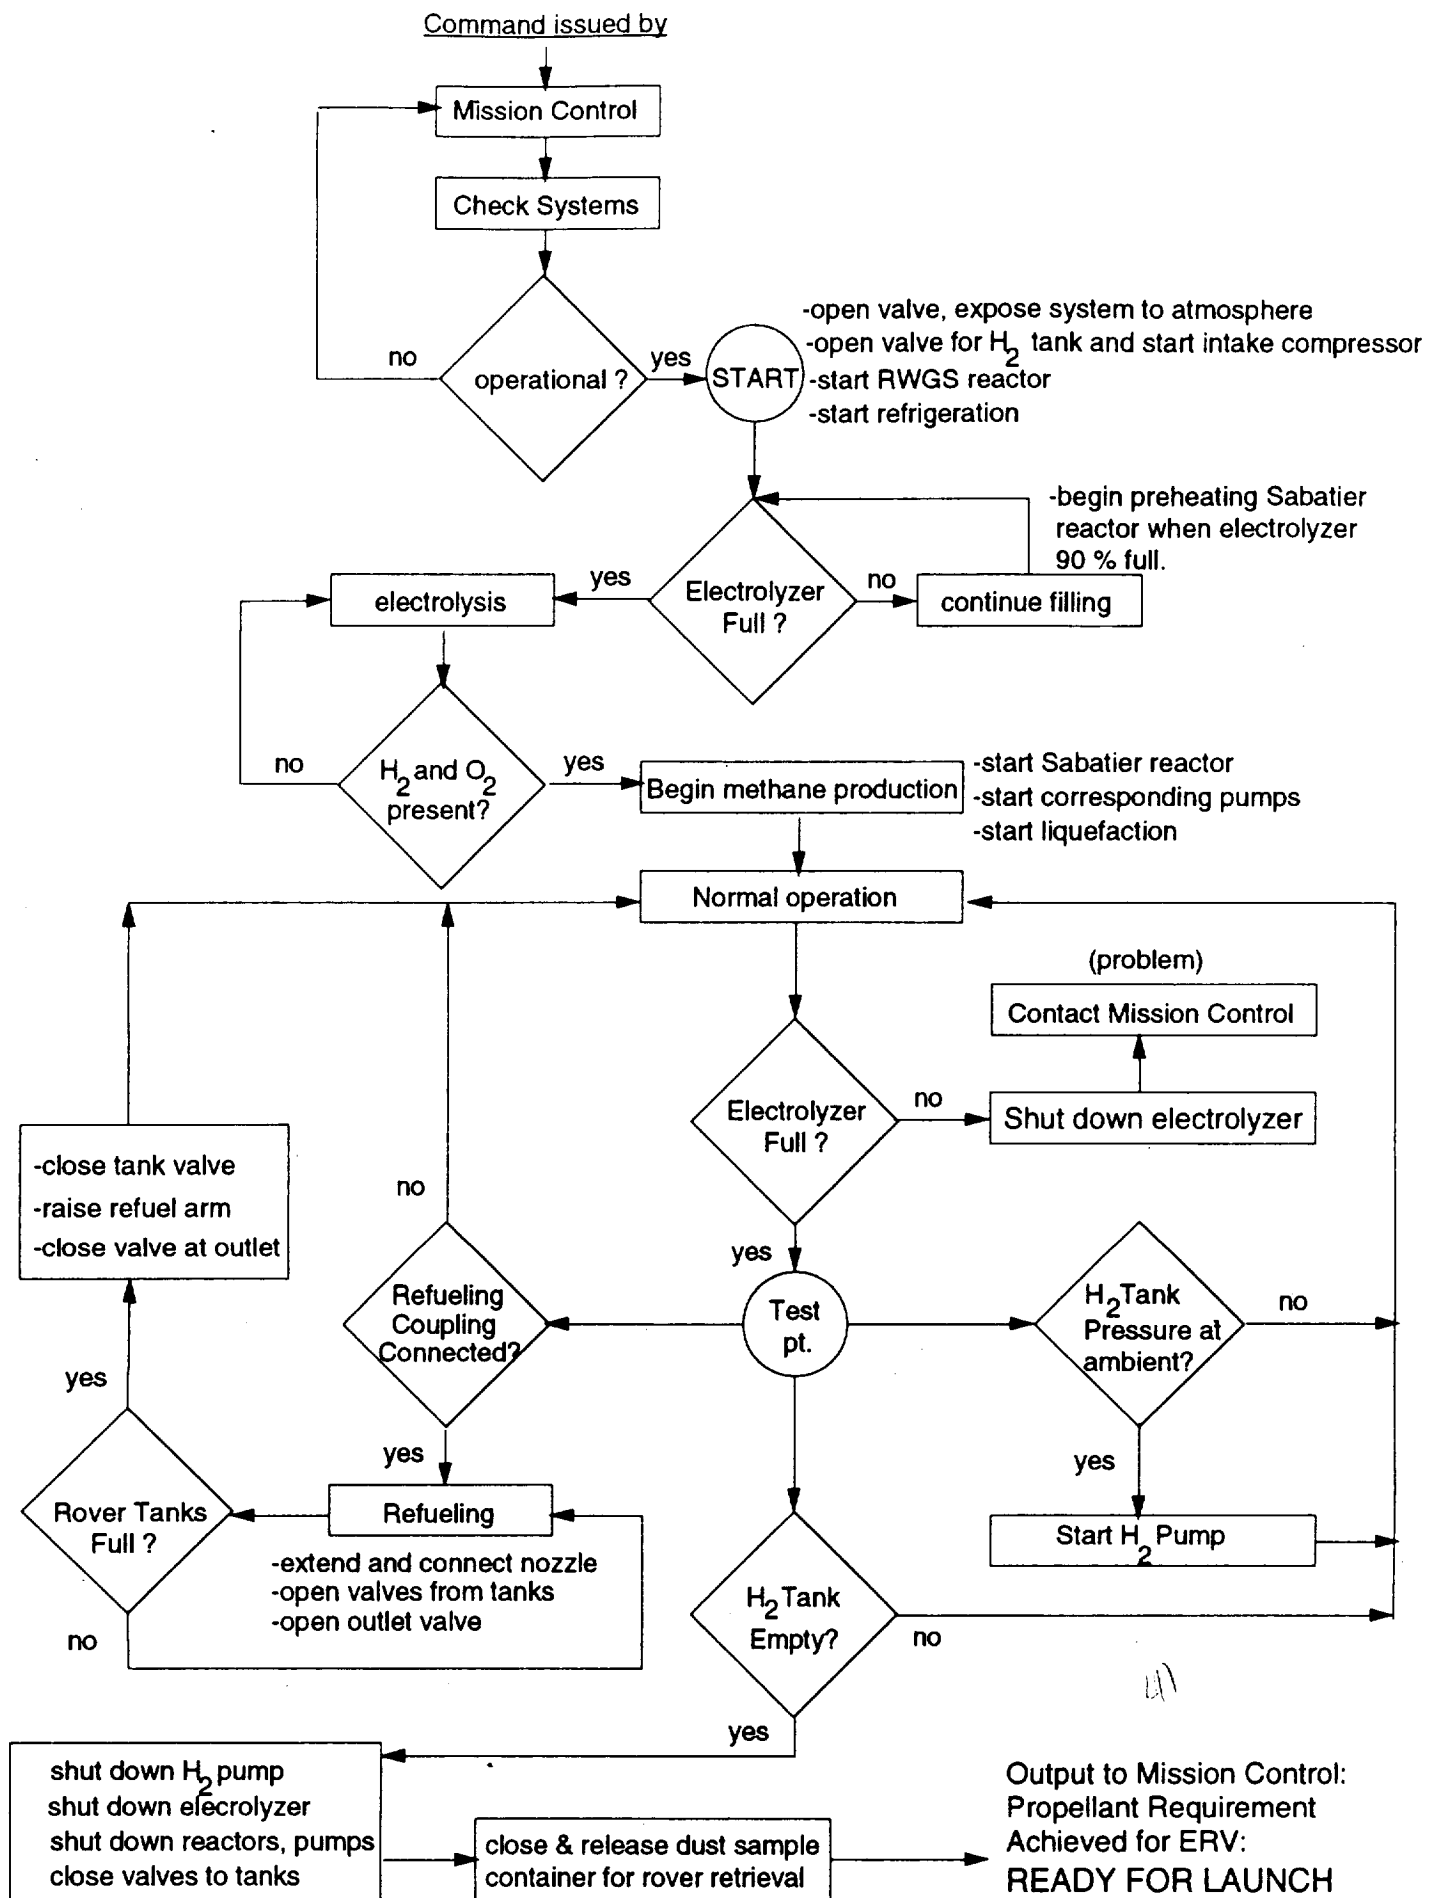 Command issued by
Mission Control
Check Systems
operational ?
no
yes
START
-open valve, expose system to atmosphere
-open valve for H2 tank and start intake compressor
-start RWGS reactor
-start refrigeration
-begin preheating Sabatier
reactor when electrolyzer
90 % full.
Electrolyzer
Full ?
yes
no
continue filling
electrolysis
H2 and O2
present?
no
yes
Begin methane production
-start Sabatier reactor
-start corresponding pumps
-start liquefaction
Normal operation
(problem)
Contact Mission Control
Electrolyzer
Full ?
no
Shut down electrolyzer
yes
-close tank valve
-raise refuel arm
-close valve at outlet
no
Refueling
Coupling
Connected?
Test
pt.
H2 Tank
Pressure at
ambient?
no
yes
yes
yes
Rover Tanks
Full ?
Refueling
Start H2 Pump
-extend and connect nozzle
-open valves from tanks
-open outlet valve
no
H2 Tank
Empty?
no
yes
shut down H2 pump
shut down elecrolyzer
shut down reactors, pumps
close valves to tanks
close & release dust sample
container for rover retrieval
Output to Mission Control:
Propellant Requirement
Achieved for ERV:
READY FOR LAUNCH